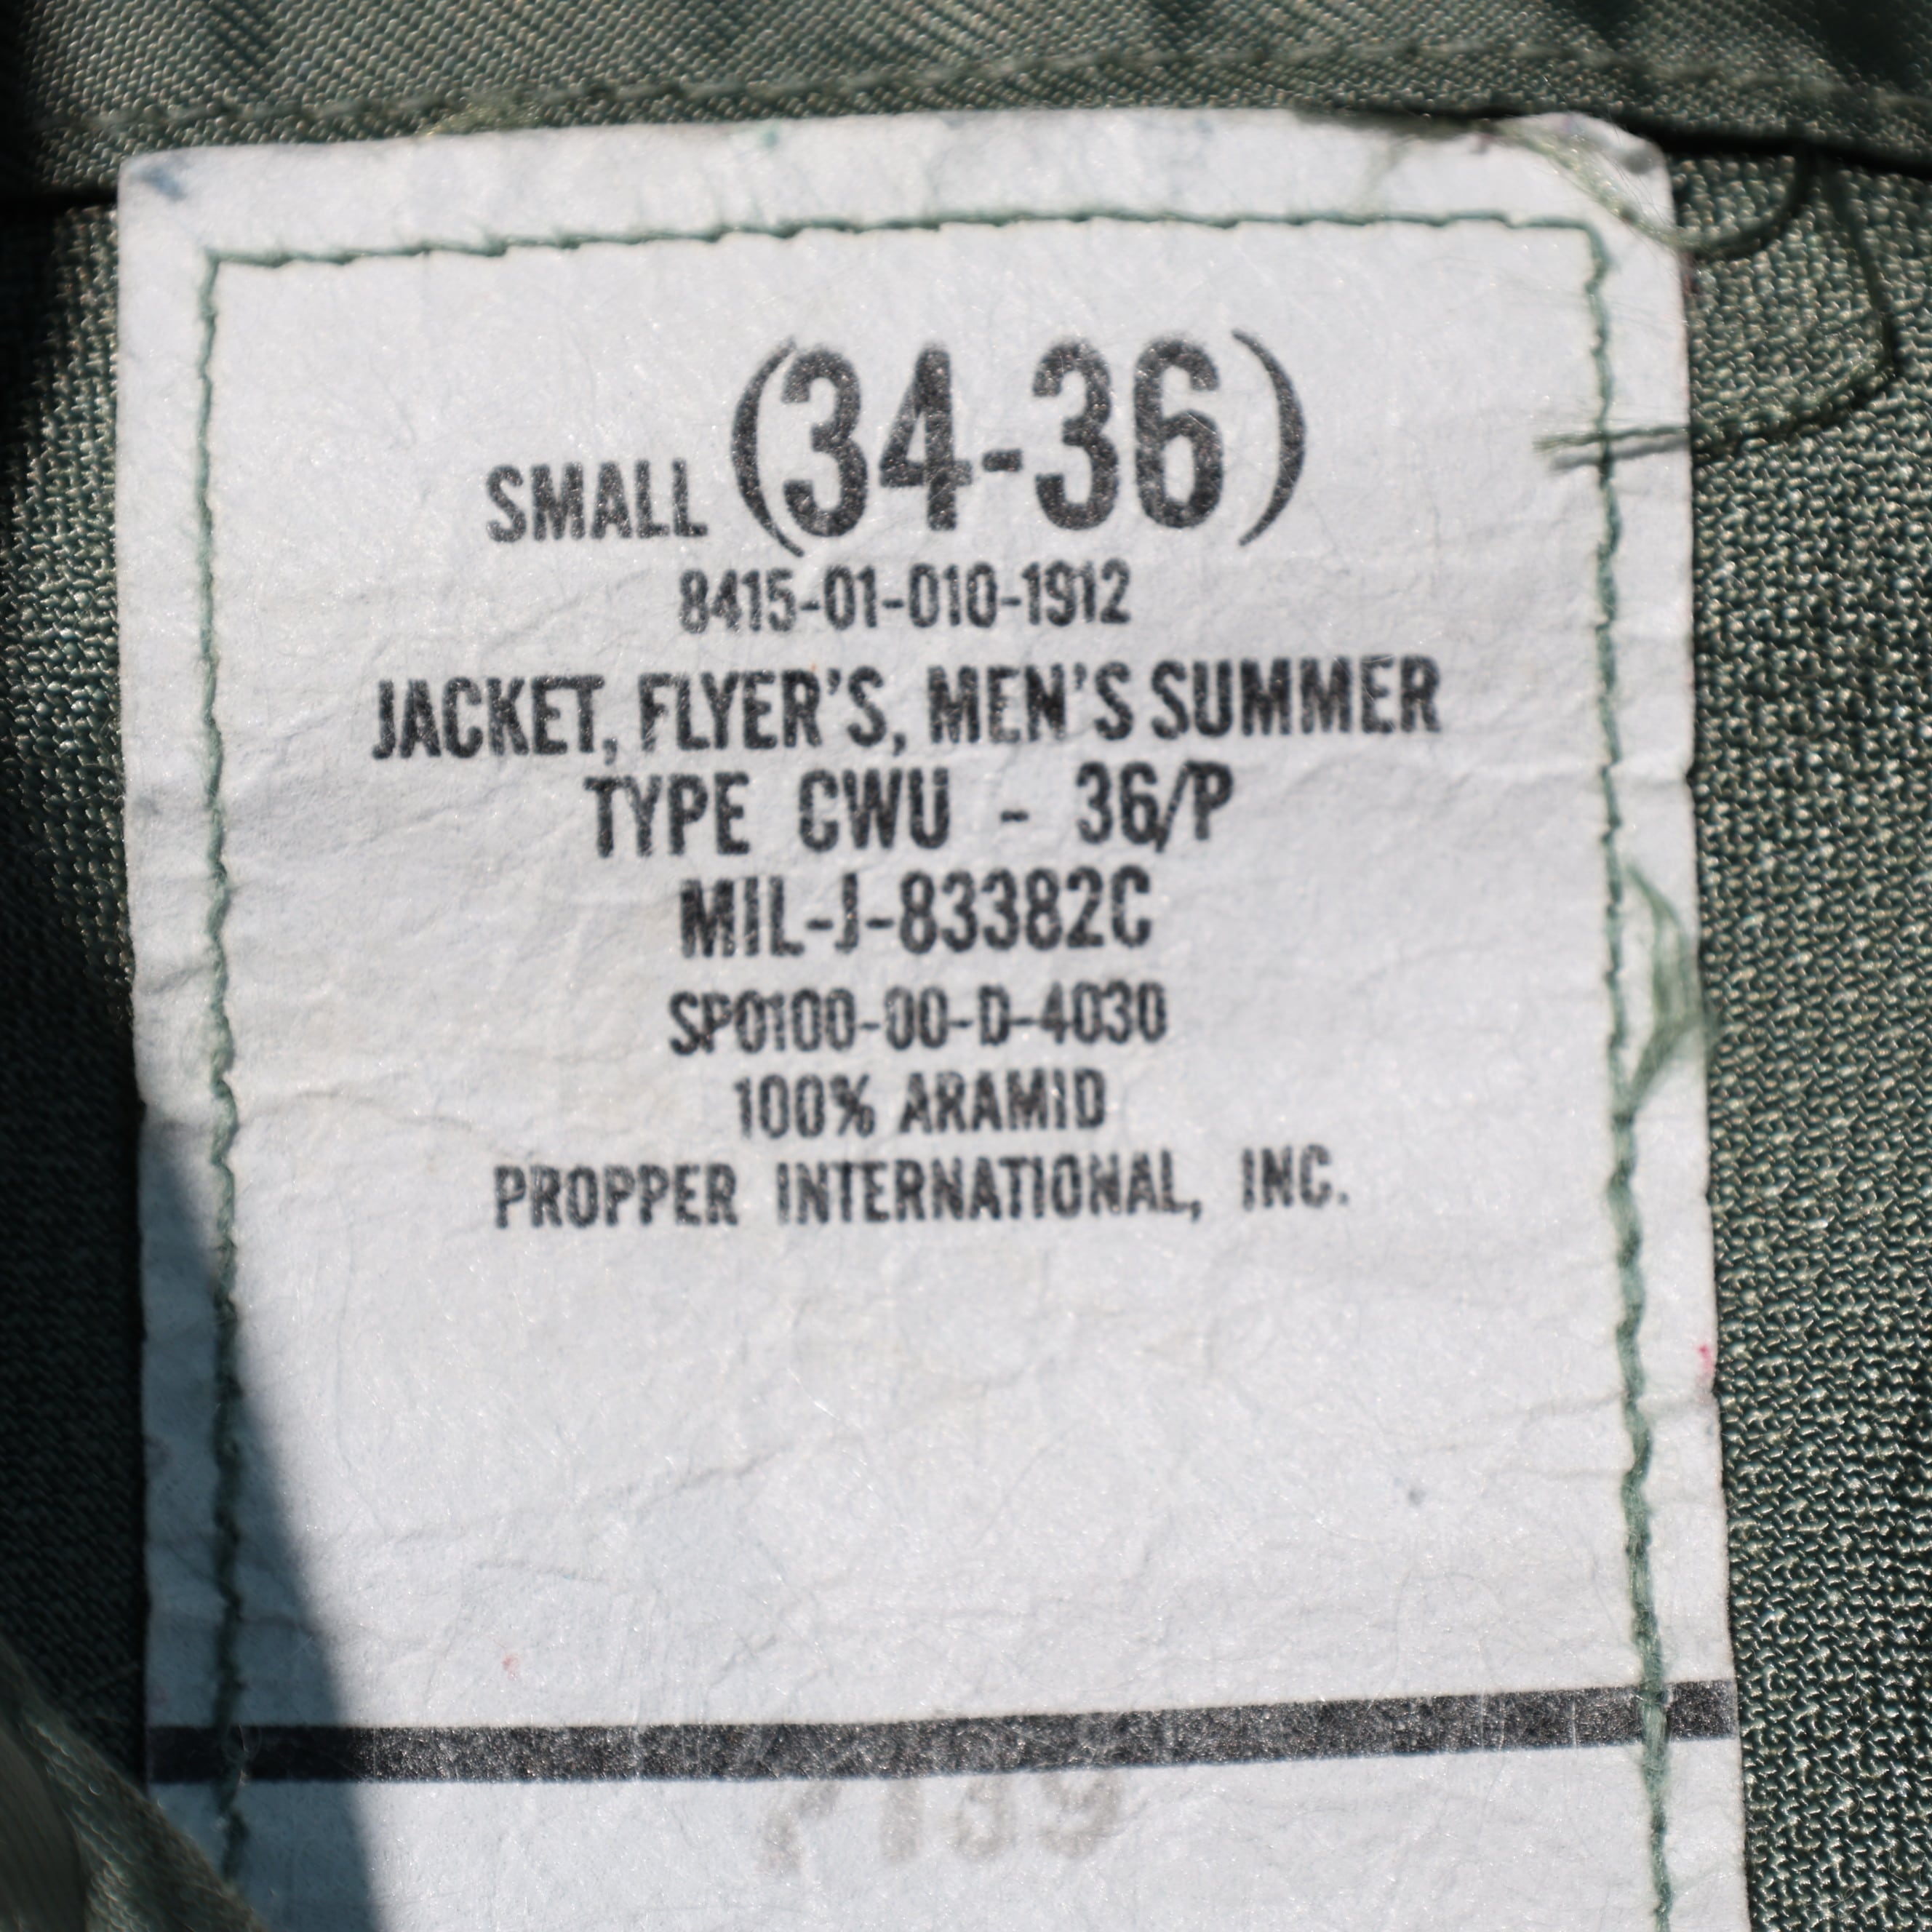 SMALL (34-36)
8415-01-010-1912
JACKET, FLYER'S, MEN'S SUMMER
TYPE CWU - 36/P
MIL-J-83382C
SP0100-00-D-4030
100% ARAMID
PROPPER INTERNATIONAL, INC.